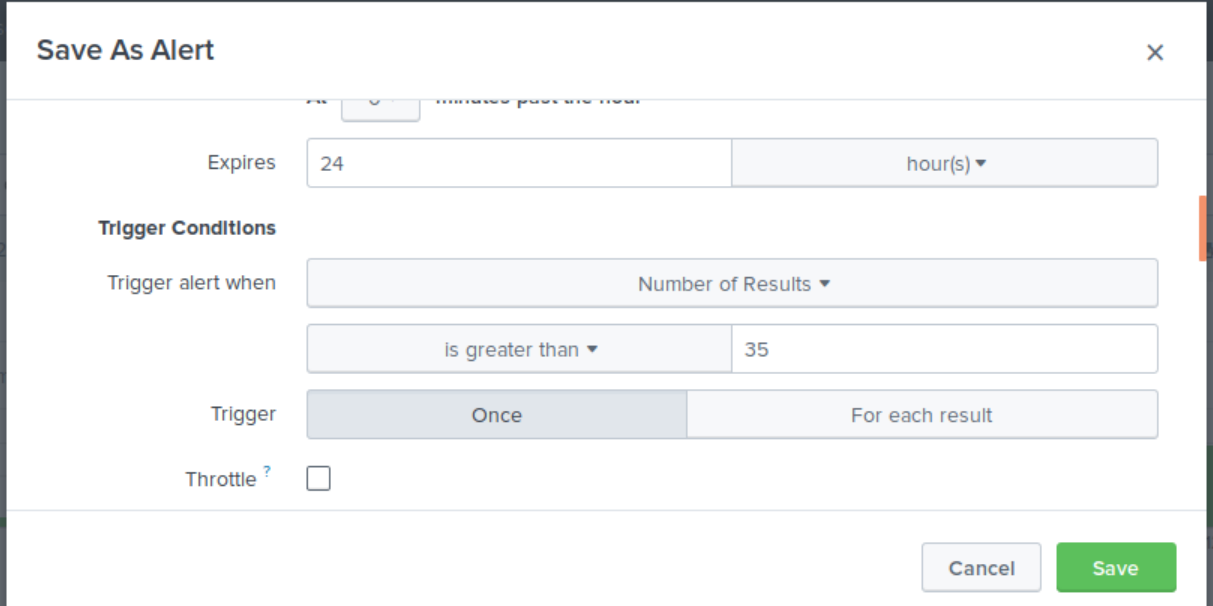 Save As Alert
At 0 minutes past the hour
Expires 24 hour(s)
Trigger Conditions
Trigger alert when Number of Results
is greater than 35
Trigger Once For each result
Throttle ?
Cancel Save